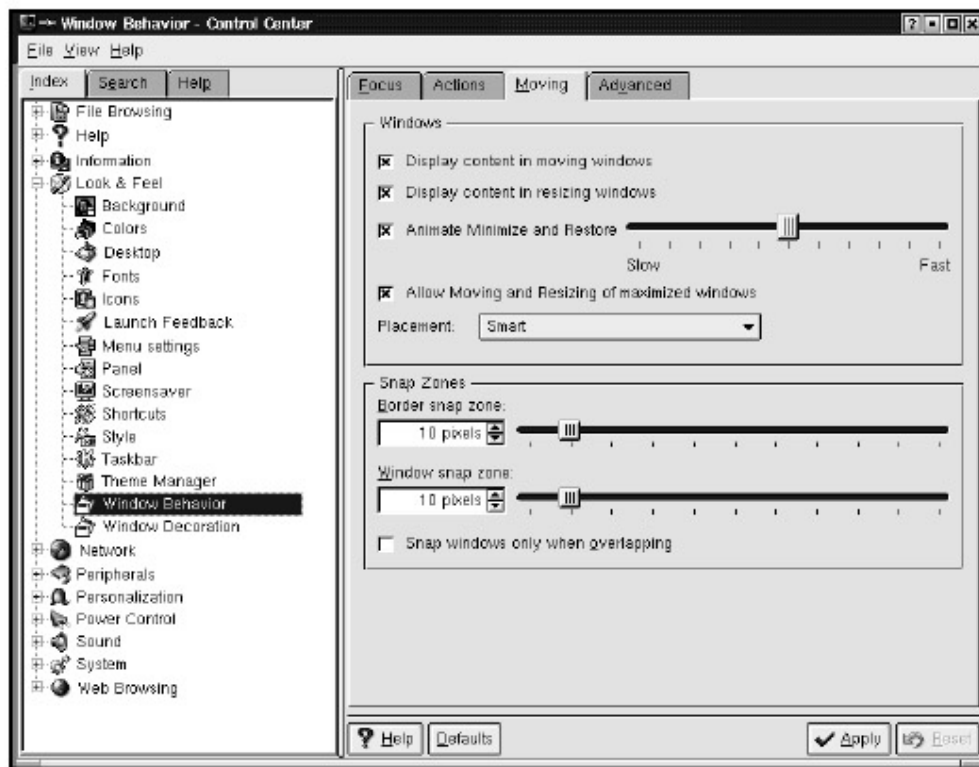 Window Behavior - Control Center
File View Help
Index Search Help
File Browsing
Help
Information
Look & Feel
Background
Colors
Desktop
Fonts
Icons
Launch Feedback
Menu settings
Panel
Screensaver
Shortcuts
Style
Taskbar
Theme Manager
Window Behavior
Window Decoration
Network
Peripherals
Personalization
Power Control
Sound
System
Web Browsing
Focus Actions Moving Advanced
Windows
Display content in moving windows
Display content in resizing windows
Animate Minimize and Restore
Slow Fast
Allow Moving and Resizing of maximized windows
Placement: Smart
Snap Zones
Border snap zone:
10 pixels
Window snap zone:
10 pixels
Snap windows only when overlapping
Help Defaults Apply Reset